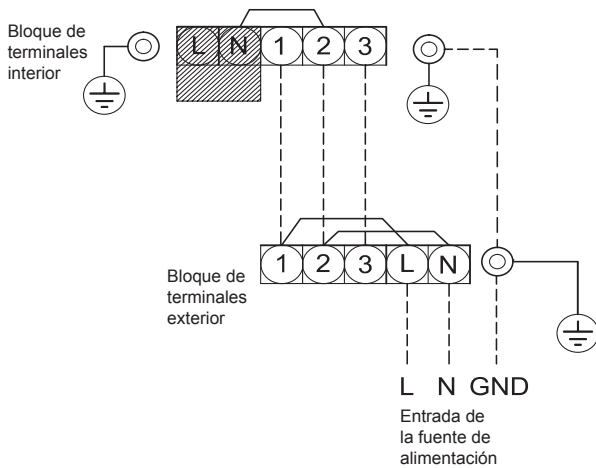 Bloque de
terminales
interior
L N 1 2 3
1 2 3 L N
Bloque de
terminales
exterior
L N GND
Entrada de
la fuente de
alimentación